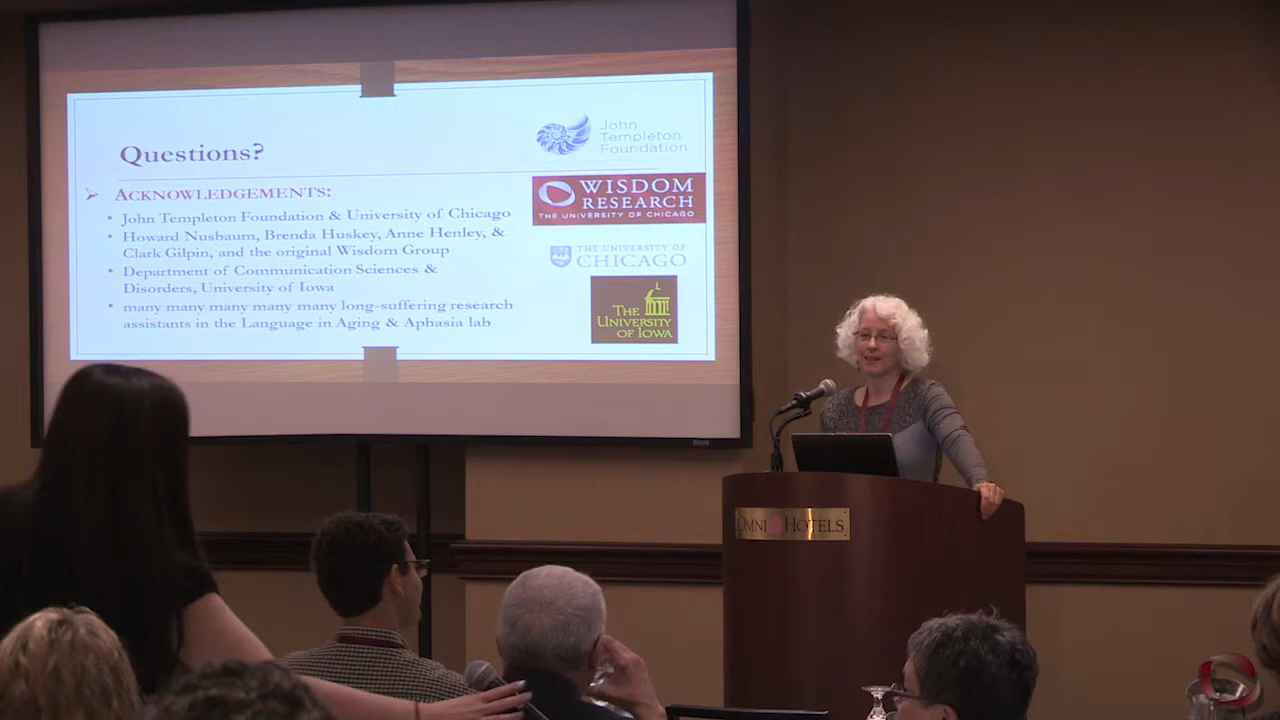 Questions?
ACKNOWLEDGEMENTS:
John Templeton Foundation & University of Chicago
Howard Nusbaum, Brenda Huskey, Anne Henley, &
Clark Gilpin, and the original Wisdom Group
Department of Communication Sciences &
Disorders, University of Iowa
many many many many many long-suffering research
assistants in the Language in Aging & Aphasia lab
John
Templeton
Foundation
WISDOM
RESEARCH
THE UNIVERSITY OF CHICAGO
THE UNIVERSITY OF
CHICAGO
THE
UNIVERSITY
OF IOWA
OMNI HOTELS